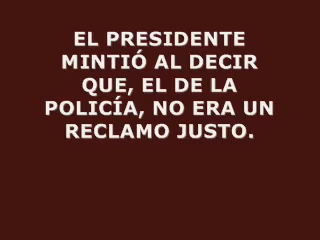 EL PRESIDENTE
MINTIÓ AL DECIR
QUE, EL DE LA
POLICÍA, NO ERA UN
RECLAMO JUSTO.